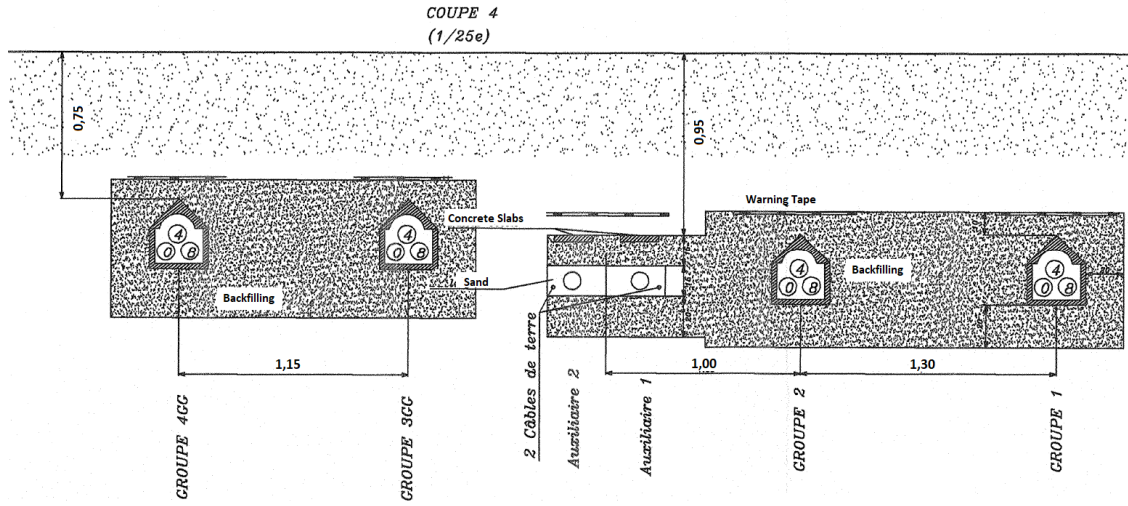 COUPE 4
(1/25e)
0,75
0,95
Warning Tape
Concrete Slabs
4
0 8
4
0 8
4
0 8
4
0 8
Backfilling
Sand
Backfilling
1,15
1,00
1,30
GROUPE 4GG
GROUPE 3GG
2 Câbles de terre
Auxiliaire 2
Auxiliaire 1
GROUPE 2
GROUPE 1